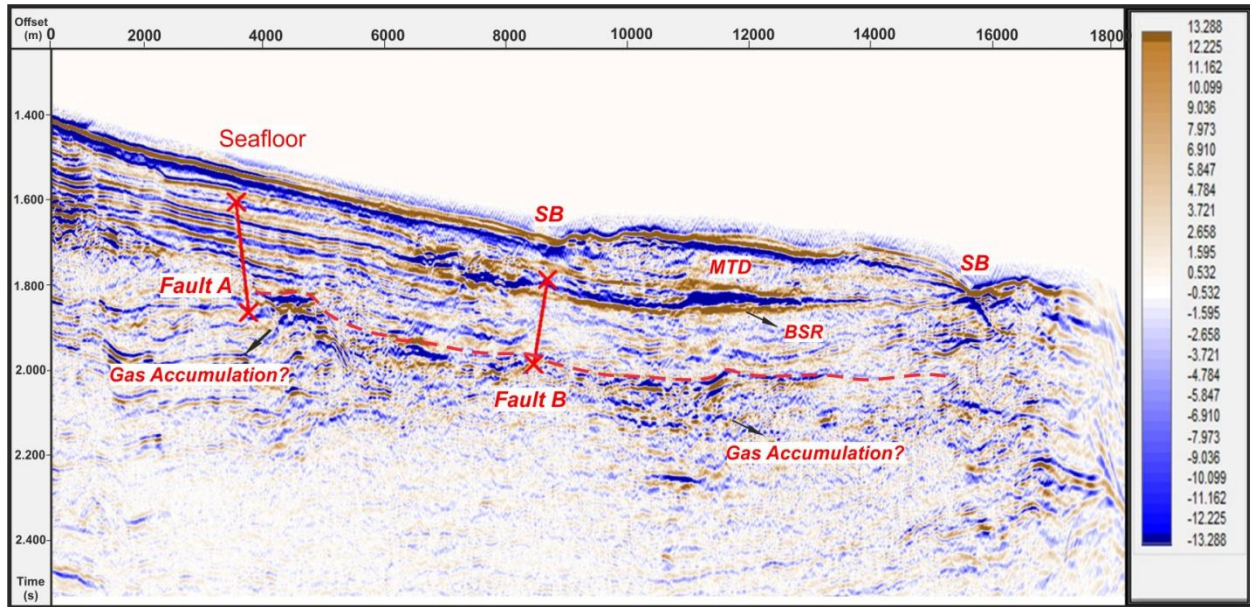 Offset
(m) 0 2000 4000 6000 8000 10000 12000 14000 16000 18000
1.400
Seafloor
1.600
SB
MTD
SB
Fault A
1.800
BSR
Gas Accumulation?
2.000
Fault B
Gas Accumulation?
2.200
2.400
Time
(s)
13.288
12.225
11.162
10.099
9.036
7.973
6.910
5.847
4.784
3.721
2.658
1.595
0.532
-0.532
-1.595
-2.658
-3.721
-4.784
-5.847
-6.910
-7.973
-9.036
-10.099
-11.162
-12.225
-13.288